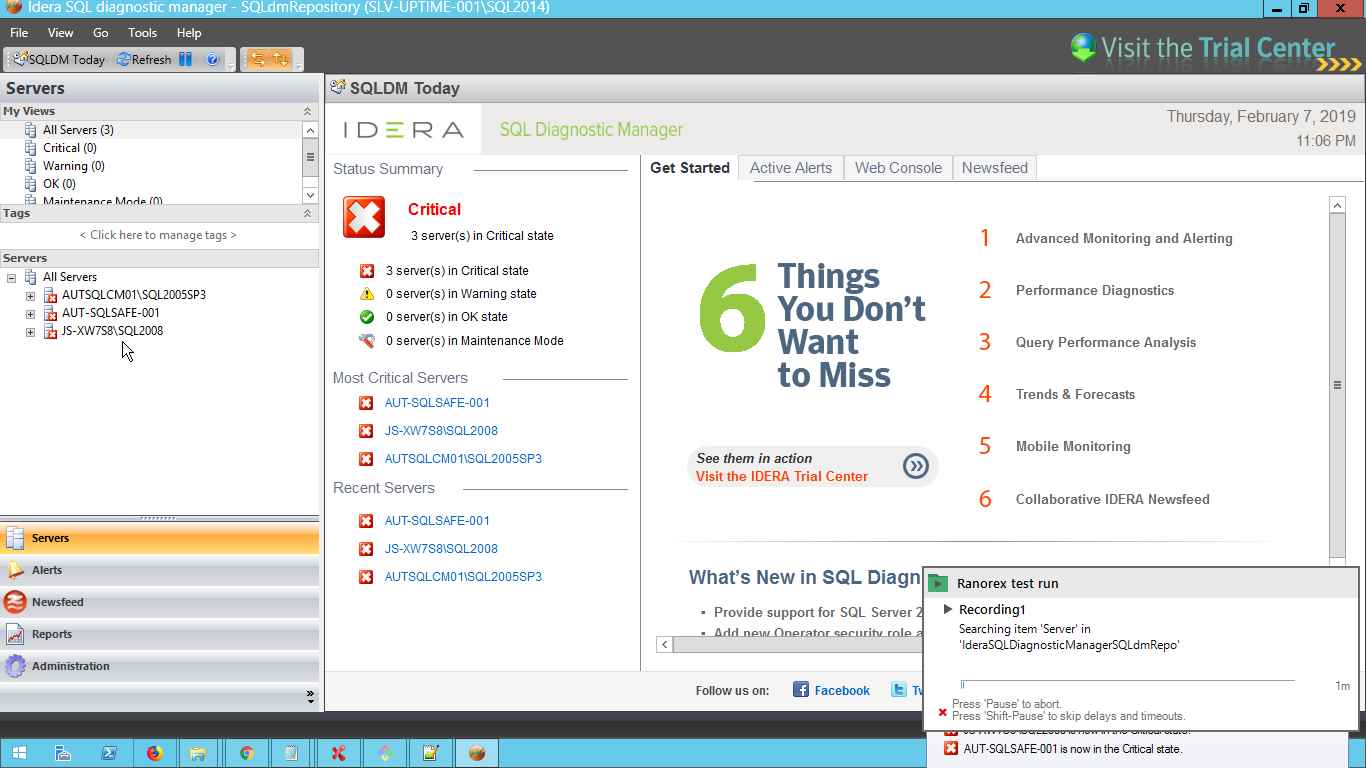 Idera SQL diagnostic manager - SQLdmRepository (SLV-UPTIME-001\SQL2014)
File View Go Tools Help
SQLDM Today Refresh
Visit the Trial Center
Servers
My Views
All Servers (3)
Critical (0)
Warning (0)
OK (0)
Maintenance Mode (0)
Tags
< Click here to manage tags >
Servers
All Servers
AUTSQLCM01\SQL2005SP3
AUT-SQLSAFE-001
JS-XW7S8\SQL2008
Servers
Alerts
Newsfeed
Reports
Administration
SQLDM Today
IDERA SQL Diagnostic Manager
Thursday, February 7, 2019
11:06 PM
Status Summary
Critical
3 server(s) in Critical state
3 server(s) in Critical state
0 server(s) in Warning state
0 server(s) in OK state
0 server(s) in Maintenance Mode
Most Critical Servers
AUT-SQLSAFE-001
JS-XW7S8\SQL2008
AUTSQLCM01\SQL2005SP3
Recent Servers
AUT-SQLSAFE-001
JS-XW7S8\SQL2008
AUTSQLCM01\SQL2005SP3
Get Started Active Alerts Web Console Newsfeed
6 Things
You Don't
Want
to Miss
See them in action
Visit the IDERA Trial Center
1 Advanced Monitoring and Alerting
2 Performance Diagnostics
3 Query Performance Analysis
4 Trends & Forecasts
5 Mobile Monitoring
6 Collaborative IDERA Newsfeed
What's New in SQL Diagn
Provide support for SQL Server 2
Add new Operator security role a
Follow us on: Facebook Tw
Ranorex test run
Recording1
Searching item 'Server' in
'IderaSQLDiagnosticManagerSQLdmRepo'
1m
Press 'Pause' to abort.
Press 'Shift-Pause' to skip delays and timeouts.
JS-XW7S8\SQL2008 is now in the Critical state.
AUT-SQLSAFE-001 is now in the Critical state.